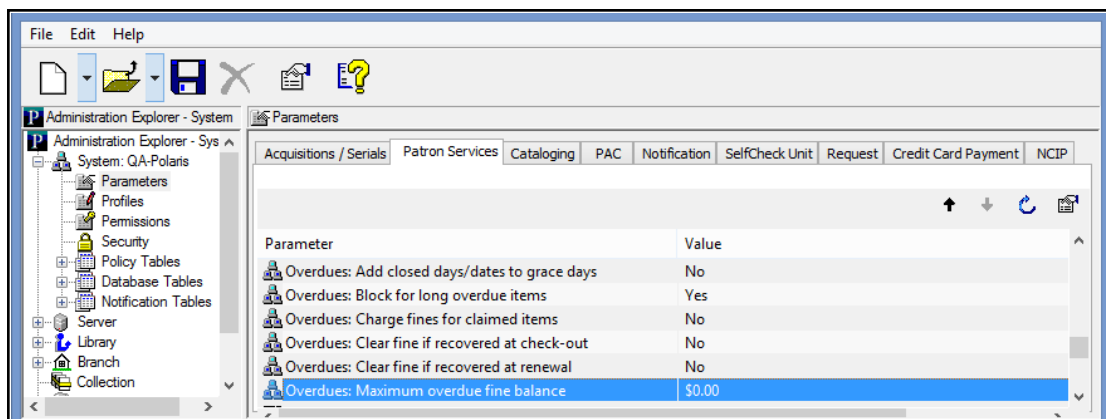 File Edit Help
Administration Explorer - System
Parameters
Administration Explorer - Sys
System: QA-Polaris
Parameters
Profiles
Permissions
Security
Policy Tables
Database Tables
Notification Tables
Server
Library
Branch
Collection
Acquisitions / Serials Patron Services Cataloging PAC Notification SelfCheck Unit Request Credit Card Payment NCIP
Parameter Value
Overdues: Add closed days/dates to grace days No
Overdues: Block for long overdue items Yes
Overdues: Charge fines for claimed items No
Overdues: Clear fine if recovered at check-out No
Overdues: Clear fine if recovered at renewal No
Overdues: Maximum overdue fine balance $0.00